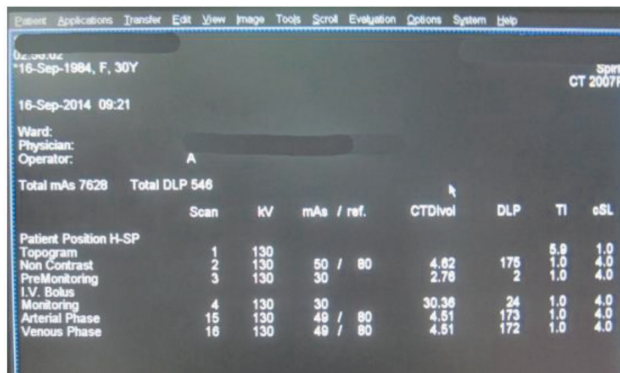 Patient Applications Transfer Edit View Image Tools Scroll Evaluation Options System Help
*16-Sep-1984, F, 30Y
CT 2007
16-Sep-2014 09:21
Ward:
Physician:
Operator: A
Total mAs 7628 Total DLP 546
Scan kV mAs / ref. CTDIvol DLP TI cSL
Patient Position H-SP
Topogram 1 130 5.9 1.0
Non Contrast 2 130 50 / 80 4.62 175 1.0 4.0
PreMonitoring 3 130 30 2.76 2 1.0 4.0
I.V. Bolus
Monitoring 4 130 30 30.36 24 1.0 4.0
Arterial Phase 15 130 49 / 80 4.51 173 1.0 4.0
Venous Phase 16 130 49 / 80 4.51 172 1.0 4.0